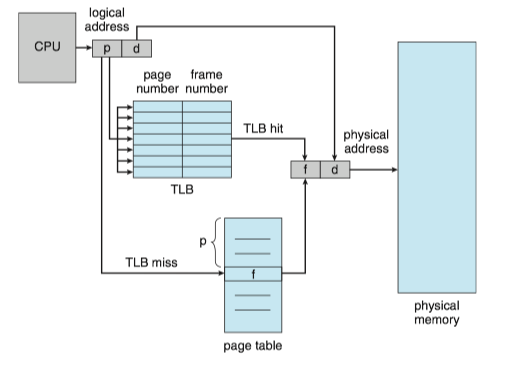 logical
address
CPU
p d
page frame
number number
TLB hit
physical
address
f d
TLB
p
TLB miss
f
physical
memory
page table